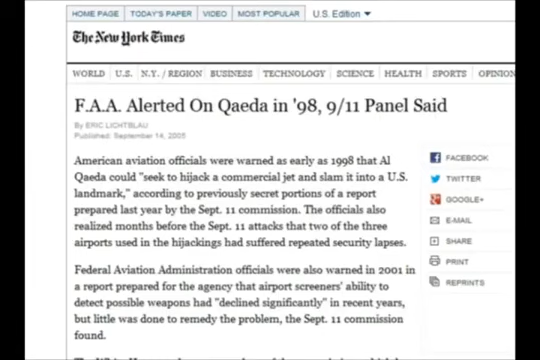 HOME PAGE TODAY'S PAPER VIDEO MOST POPULAR U.S. Edition
The New York Times
WORLD U.S. N.Y. / REGION BUSINESS TECHNOLOGY SCIENCE HEALTH SPORTS OPINION
F.A.A. Alerted On Qaeda in '98, 9/11 Panel Said
By ERIC LICHTBLAU
Published: September 14, 2005
American aviation officials were warned as early as 1998 that Al
Qaeda could "seek to hijack a commercial jet and slam it into a U.S.
landmark," according to previously secret portions of a report
prepared last year by the Sept. 11 commission. The officials also
realized months before the Sept. 11 attacks that two of the three
airports used in the hijackings had suffered repeated security lapses.
Federal Aviation Administration officials were also warned in 2001 in
a report prepared for the agency that airport screeners' ability to
detect possible weapons had "declined significantly" in recent years,
but little was done to remedy the problem, the Sept. 11 commission
found.
FACEBOOK
TWITTER
GOOGLE+
E-MAIL
SHARE
PRINT
REPRINTS